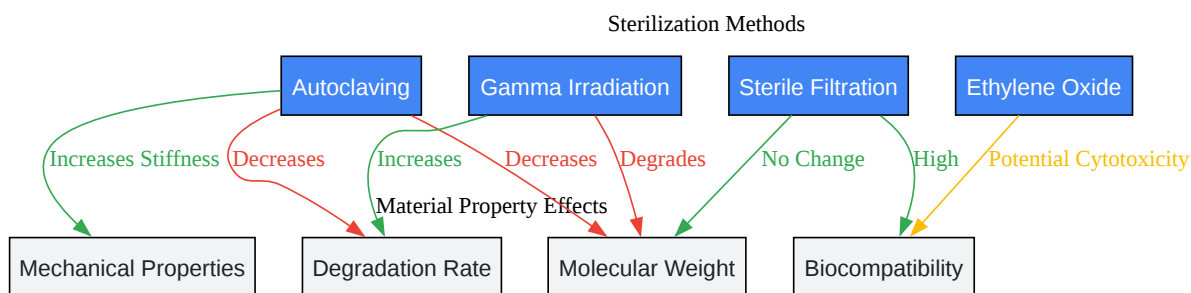 Sterilization Methods
Autoclaving
Gamma Irradiation
Sterile Filtration
Ethylene Oxide
Increases Stiffness
Decreases
Increases
Decreases
Degrades
No Change
High
Potential Cytotoxicity
Material Property Effects
Mechanical Properties
Degradation Rate
Molecular Weight
Biocompatibility